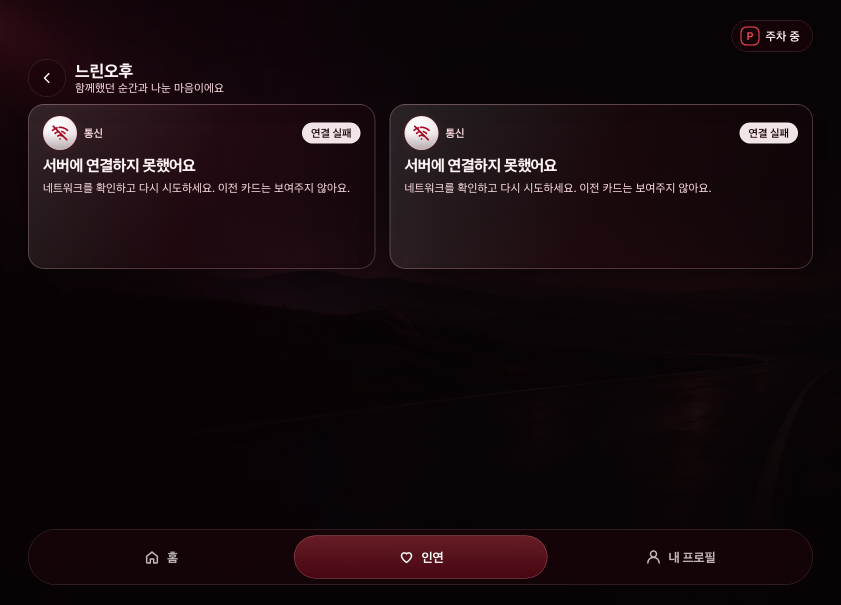 P 주차 중
느린오후
함께했던 순간과 나눈 마음이에요
통신
연결 실패
서버에 연결하지 못했어요
네트워크를 확인하고 다시 시도하세요. 이전 카드는 보여주지 않아요.
통신
연결 실패
서버에 연결하지 못했어요
네트워크를 확인하고 다시 시도하세요. 이전 카드는 보여주지 않아요.
홈
인연
내 프로필